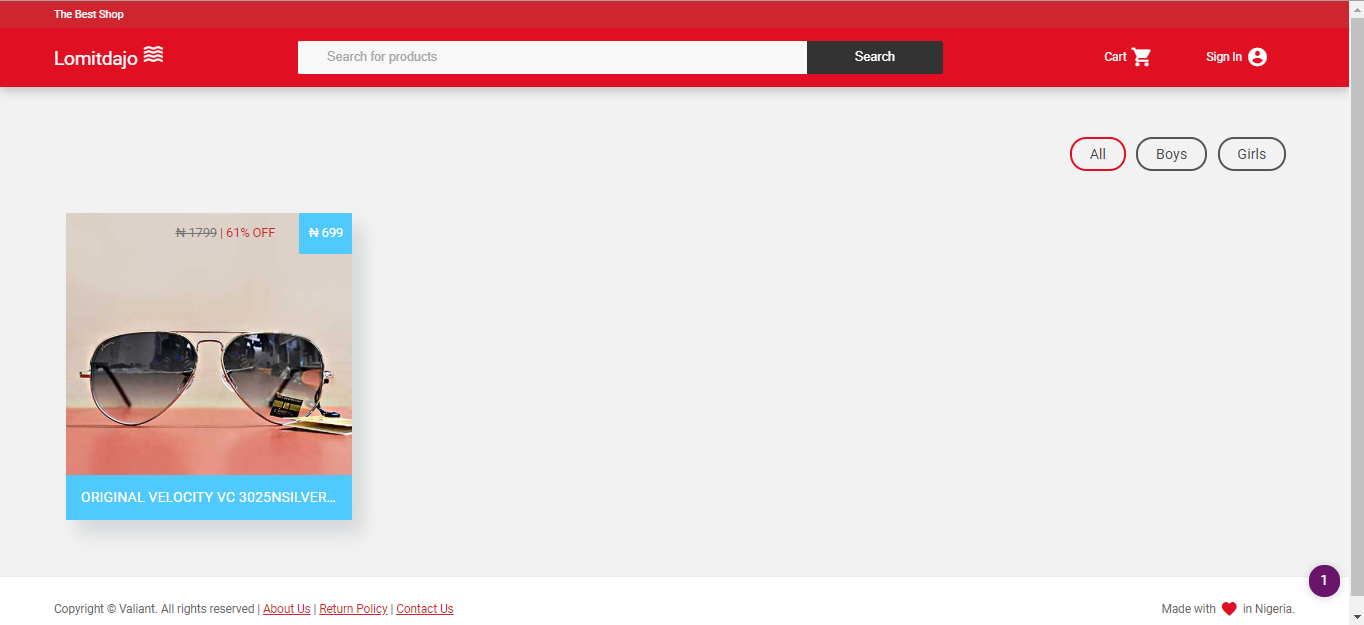 The Best Shop
Lomitdajo
Search for products
Search
Cart
Sign In
All
Boys
Girls
₦ 1799 | 61% OFF
₦ 699
ORIGINAL VELOCITY VC 3025NSILVER...
1
Copyright © Valiant. All rights reserved | About Us | Return Policy | Contact Us
Made with in Nigeria.